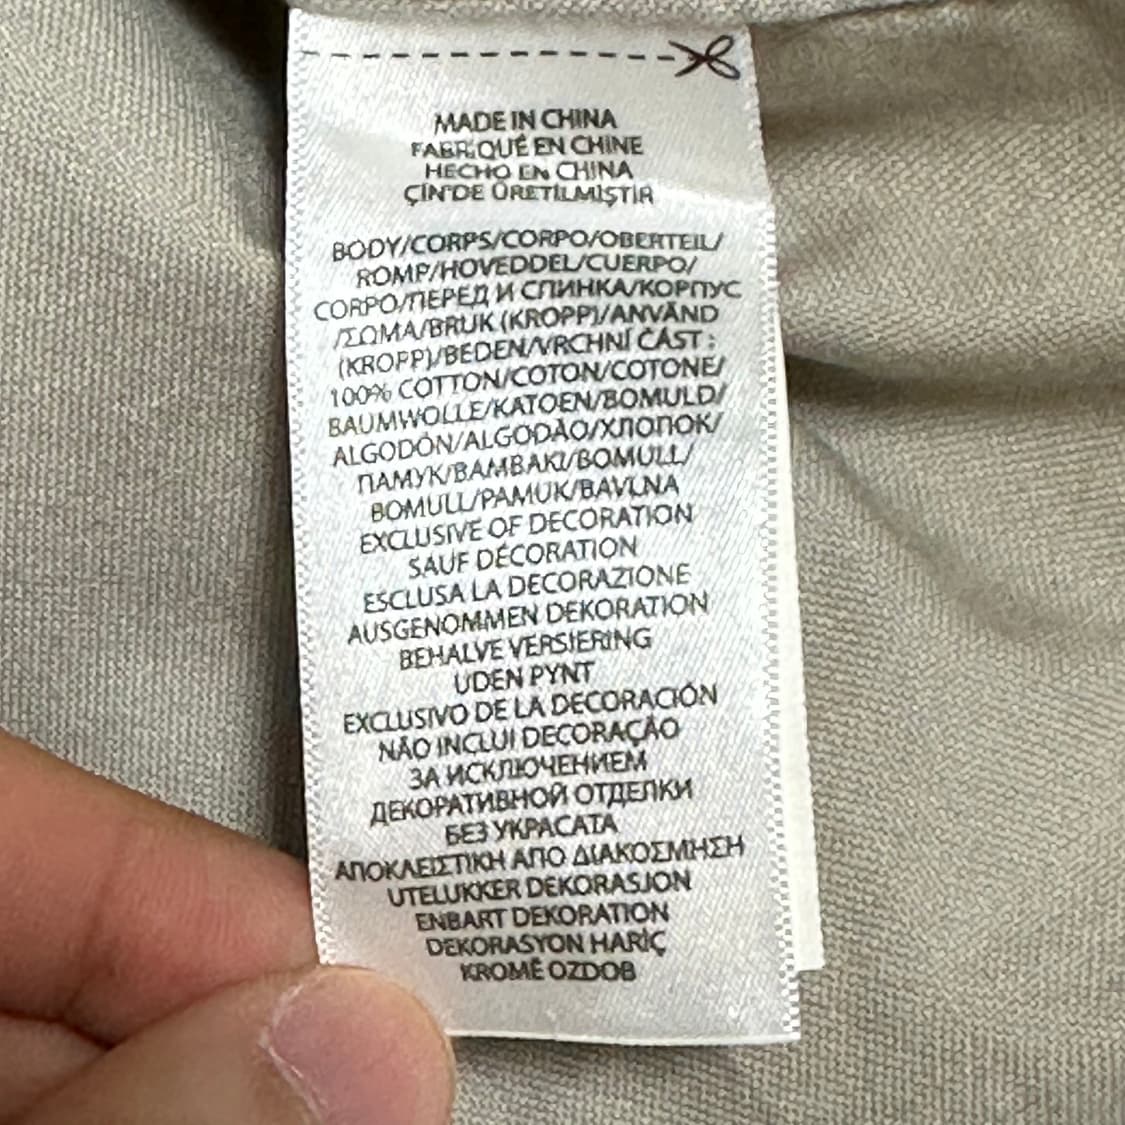 MADE IN CHINA
FABRIQUÉ EN CHINE
HECHO EN CHINA
ÇİN'DE ÜRETİLMİŞTİR
BODY/CORPS/CORPO/OBERTEIL/
ROMP/HOVEDDEL/CUERPO/
CORPO/ПЕРЕД И СПИНКА/КОРПУС
/ΣΩΜΑ/BRUK (KROPP)/ANVÄND
(KROPP)/BEDEN/VRCHNÍ ČÁST :
100% COTTON/COTON/COTONE/
BAUMWOLLE/KATOEN/BOMULD/
ALGODÓN/ALGODÃO/ХЛОПОК/
ПАМУК/ΒΑΜΒΑΚΙ/BOMULL/
BOMULL/PAMUK/BAVLNA
EXCLUSIVE OF DECORATION
SAUF DÉCORATION
ESCLUSA LA DECORAZIONE
AUSGENOMMEN DEKORATION
BEHALVE VERSIERING
UDEN PYNT
EXCLUSIVO DE LA DECORACIÓN
NÃO INCLUI DECORAÇÃO
ЗА ИСКЛЮЧЕНИЕМ
ДЕКОРАТИВНОЙ ОТДЕЛКИ
БЕЗ УКРАСАТА
ΑΠΟΚΛΕΙΣΤΙΚΗ ΑΠΟ ΔΙΑΚΟΣΜΗΣΗ
UTELUKKER DEKORASJON
ENBART DEKORATION
DEKORASYON HARİÇ
KROMĚ OZDOB